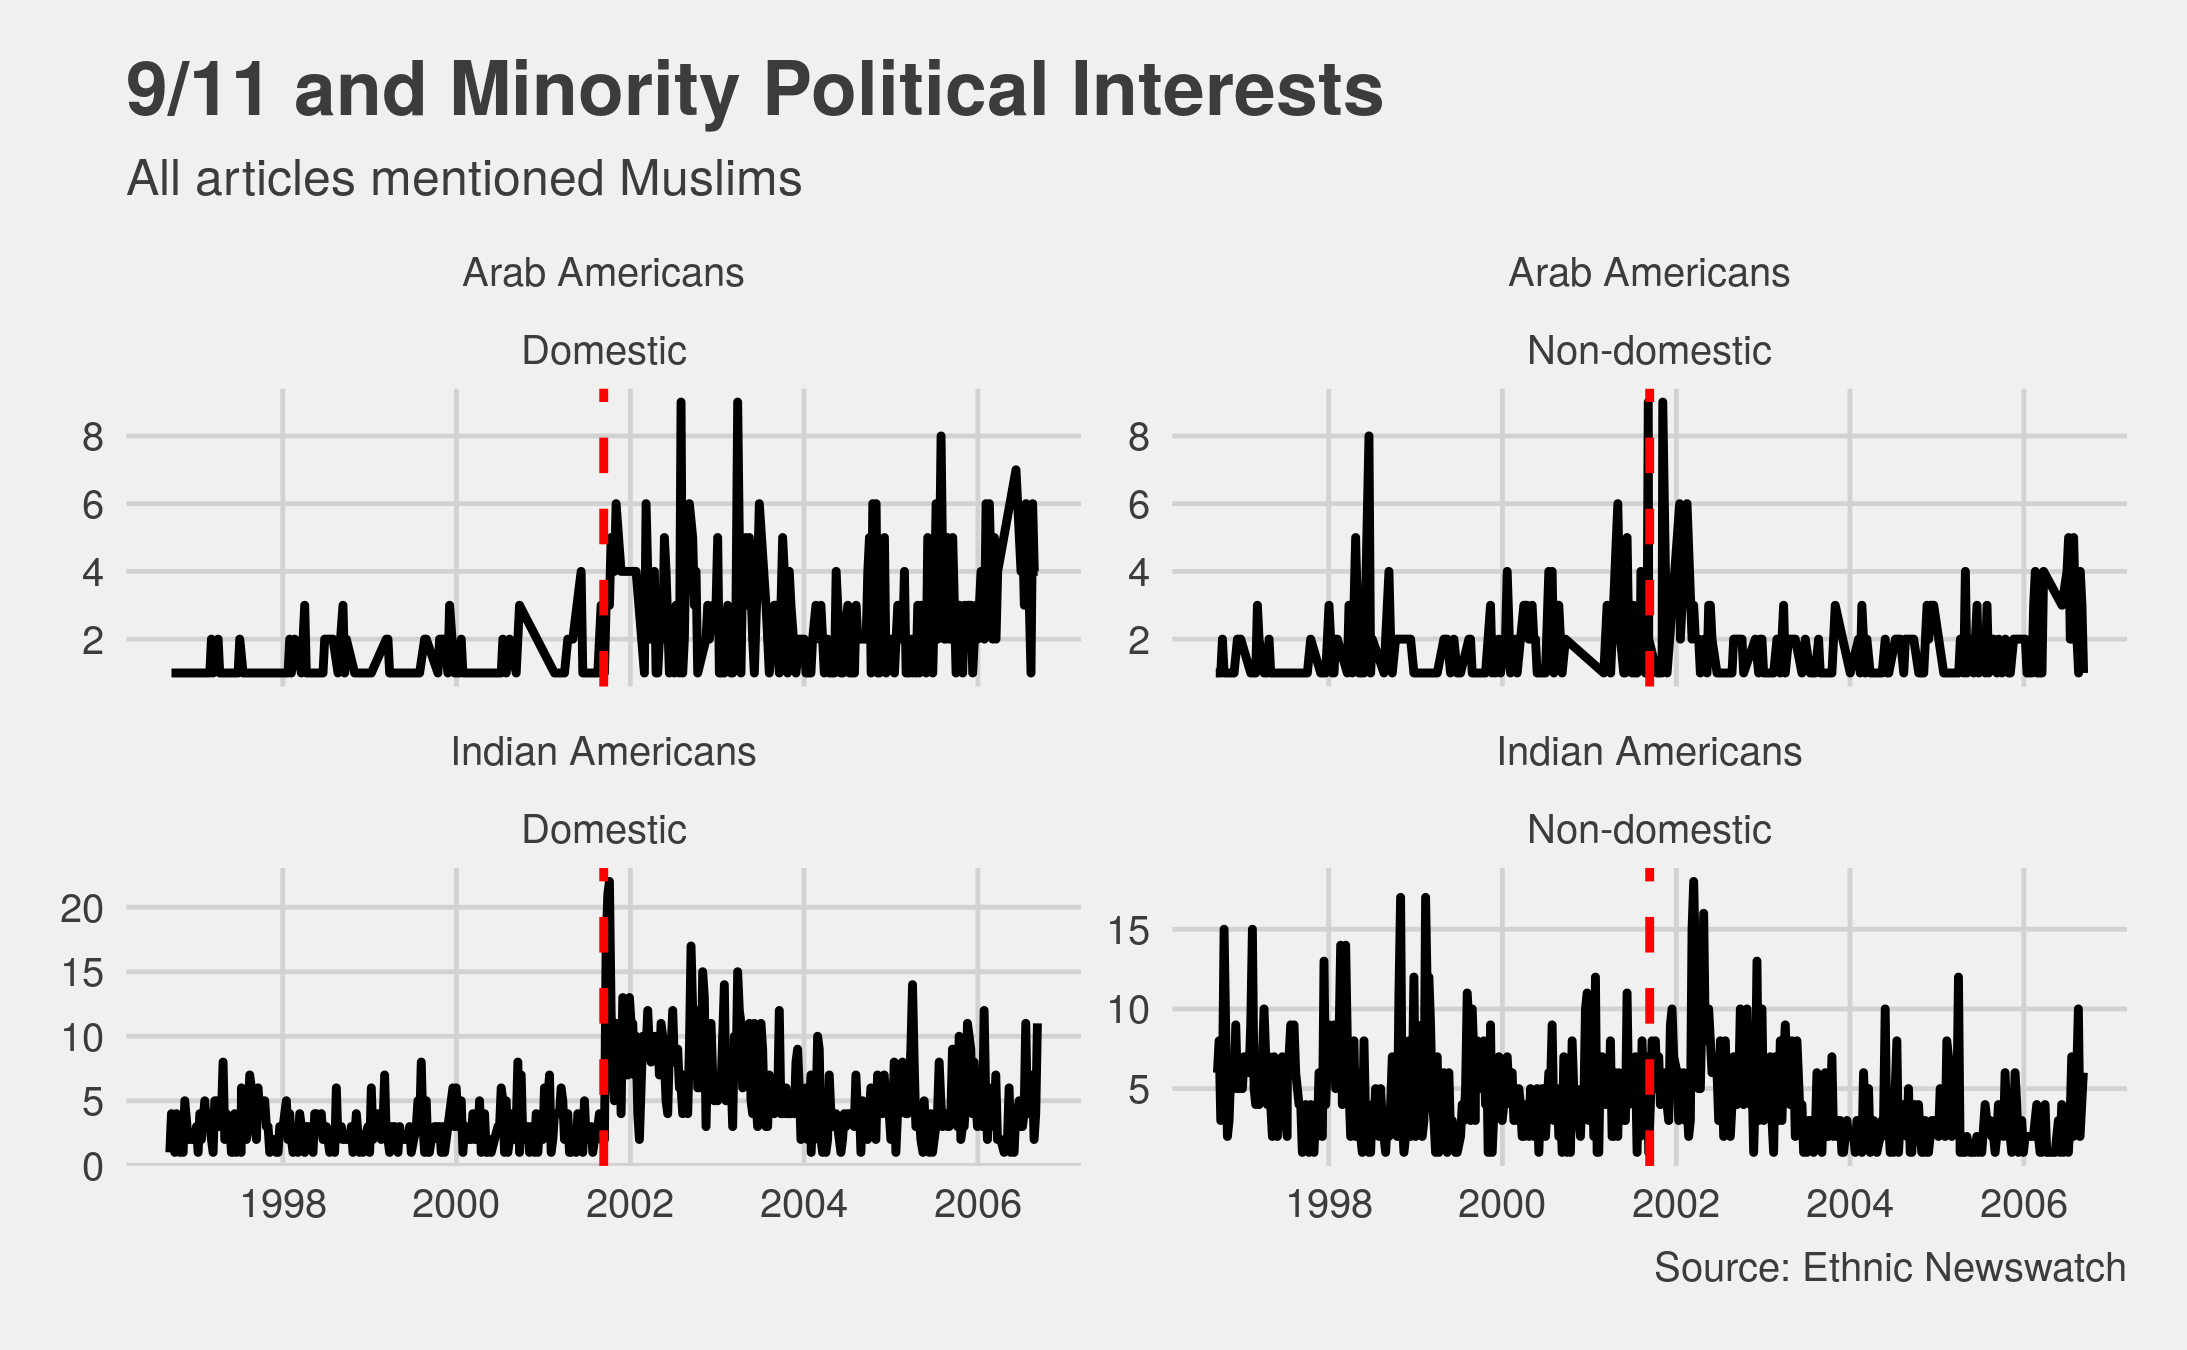 9/11 and Minority Political Interests
All articles mentioned Muslims
Arab Americans
Domestic
8
6
4
2
Arab Americans
Non-domestic
8
6
4
2
Indian Americans
Domestic
20
15
10
5
0
1998 2000 2002 2004 2006
Indian Americans
Non-domestic
15
10
5
1998 2000 2002 2004 2006
Source: Ethnic Newswatch